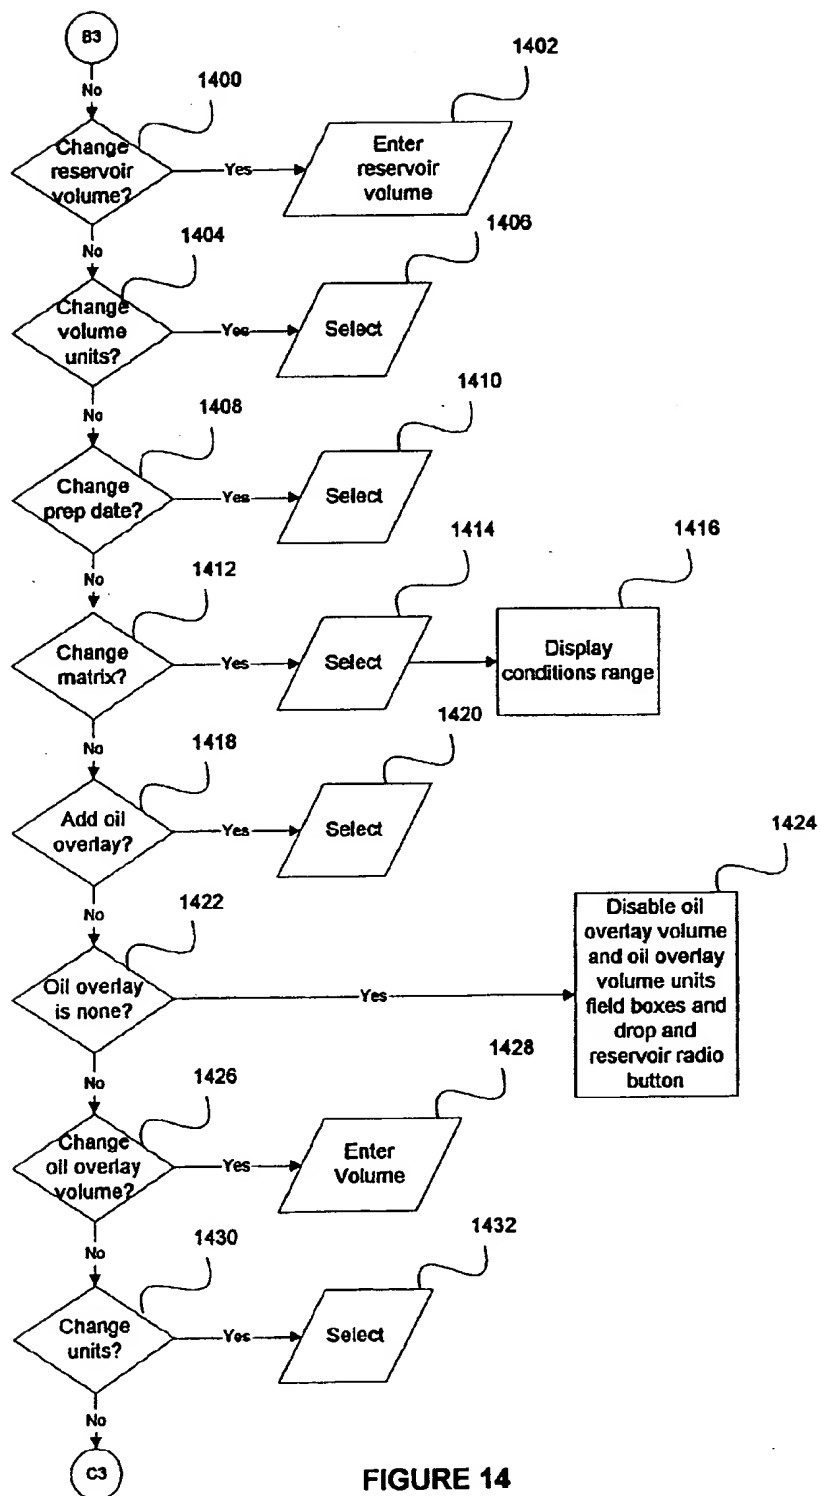 B3
No
1400
1402
Change
reservoir
volume?
Yes
Enter
reservoir
volume
No
1404
1406
Change
volume
units?
Yes
Select
No
1408
1410
Change
prep date?
Yes
Select
No
1412
1414
1416
Change
matrix?
Yes
Select
Display
conditions range
No
1418
1420
Add oil
overlay?
Yes
Select
No
1422
1424
Oil overlay
is none?
Yes
Disable oil
overlay volume
and oil overlay
volume units
field boxes and
drop and
reservoir radio
button
No
1426
1428
Change
oil overlay
volume?
Yes
Enter
Volume
No
1430
1432
Change
units?
Yes
Select
No
C3
FIGURE 14